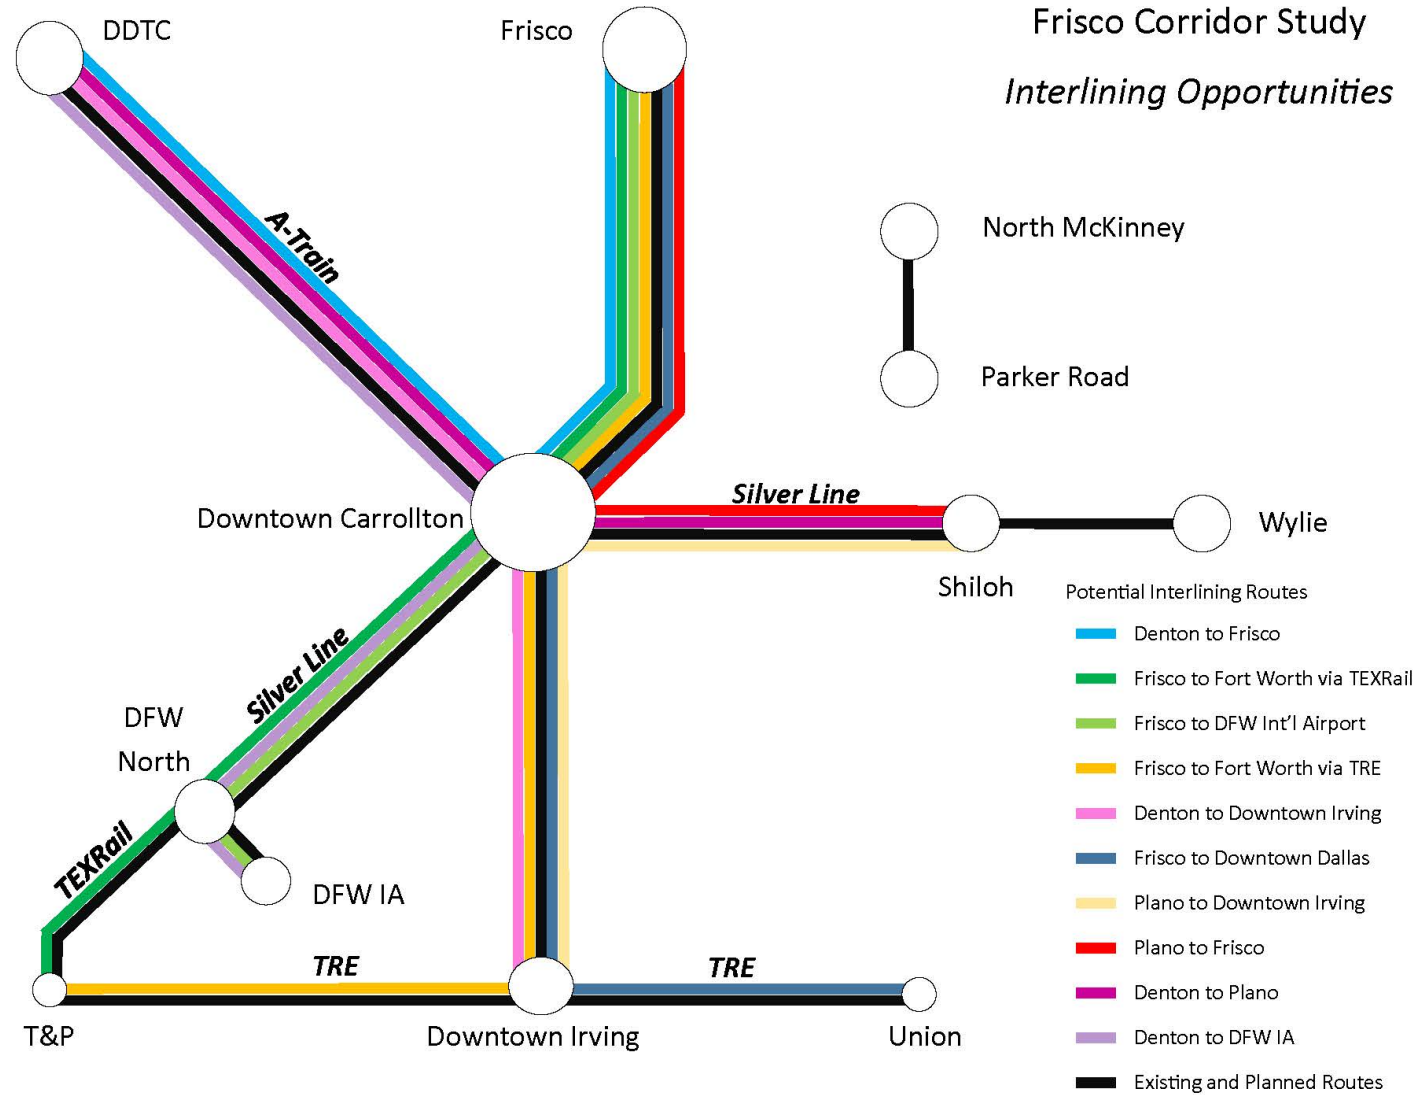 Frisco Corridor Study
Interlining Opportunities
DDTC
Frisco
A-Train
North McKinney
Parker Road
Silver Line
Downtown Carrollton
Wylie
Shiloh
Silver Line
DFW
North
TEXRail
DFW IA
TRE
TRE
T&P
Downtown Irving
Union
Potential Interlining Routes
Denton to Frisco
Frisco to Fort Worth via TEXRail
Frisco to DFW Int'l Airport
Frisco to Fort Worth via TRE
Denton to Downtown Irving
Frisco to Downtown Dallas
Plano to Downtown Irving
Plano to Frisco
Denton to Plano
Denton to DFW IA
Existing and Planned Routes